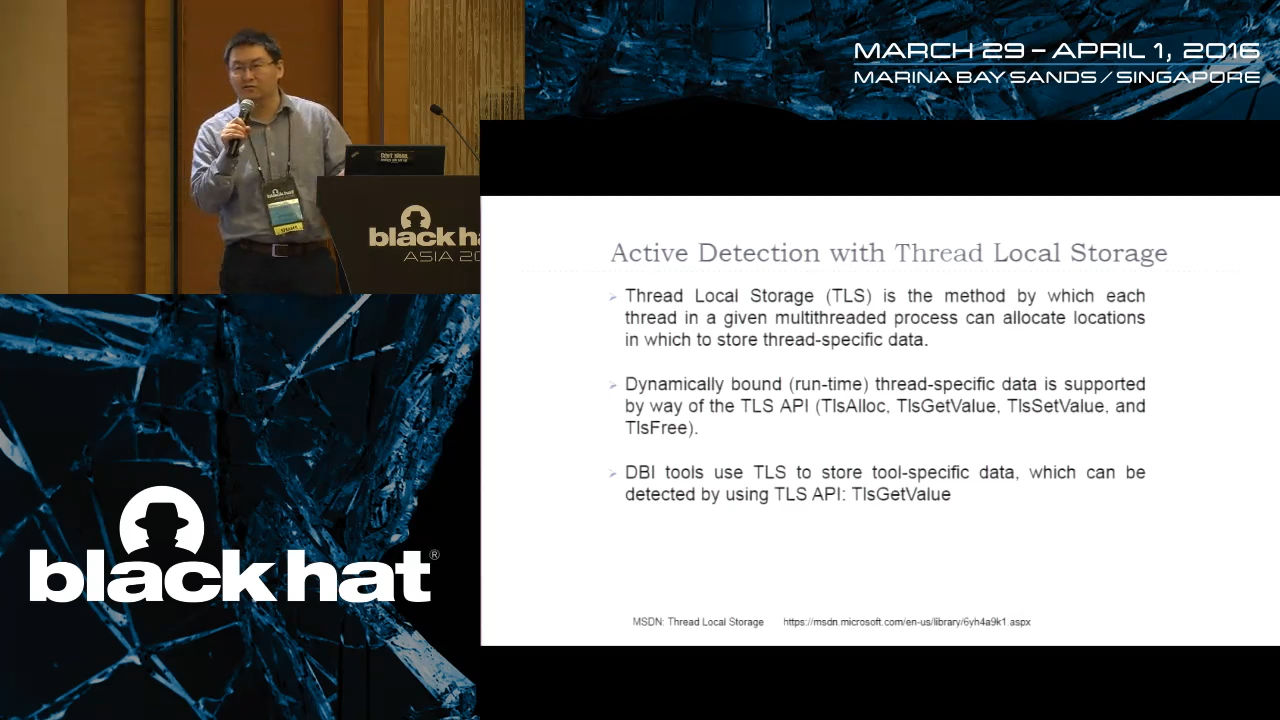 MARCH 29 – APRIL 1, 2016
MARINA BAY SANDS / SINGAPORE
black hat
black ha
ASIA 20
Active Detection with Thread Local Storage
➢ Thread Local Storage (TLS) is the method by which each
thread in a given multithreaded process can allocate locations
in which to store thread-specific data.
➢ Dynamically bound (run-time) thread-specific data is supported
by way of the TLS API (TlsAlloc, TlsGetValue, TlsSetValue, and
TlsFree).
➢ DBI tools use TLS to store tool-specific data, which can be
detected by using TLS API: TlsGetValue
MSDN: Thread Local Storage https://msdn.microsoft.com/en-us/library/6yh4a9k1.aspx
black hat®